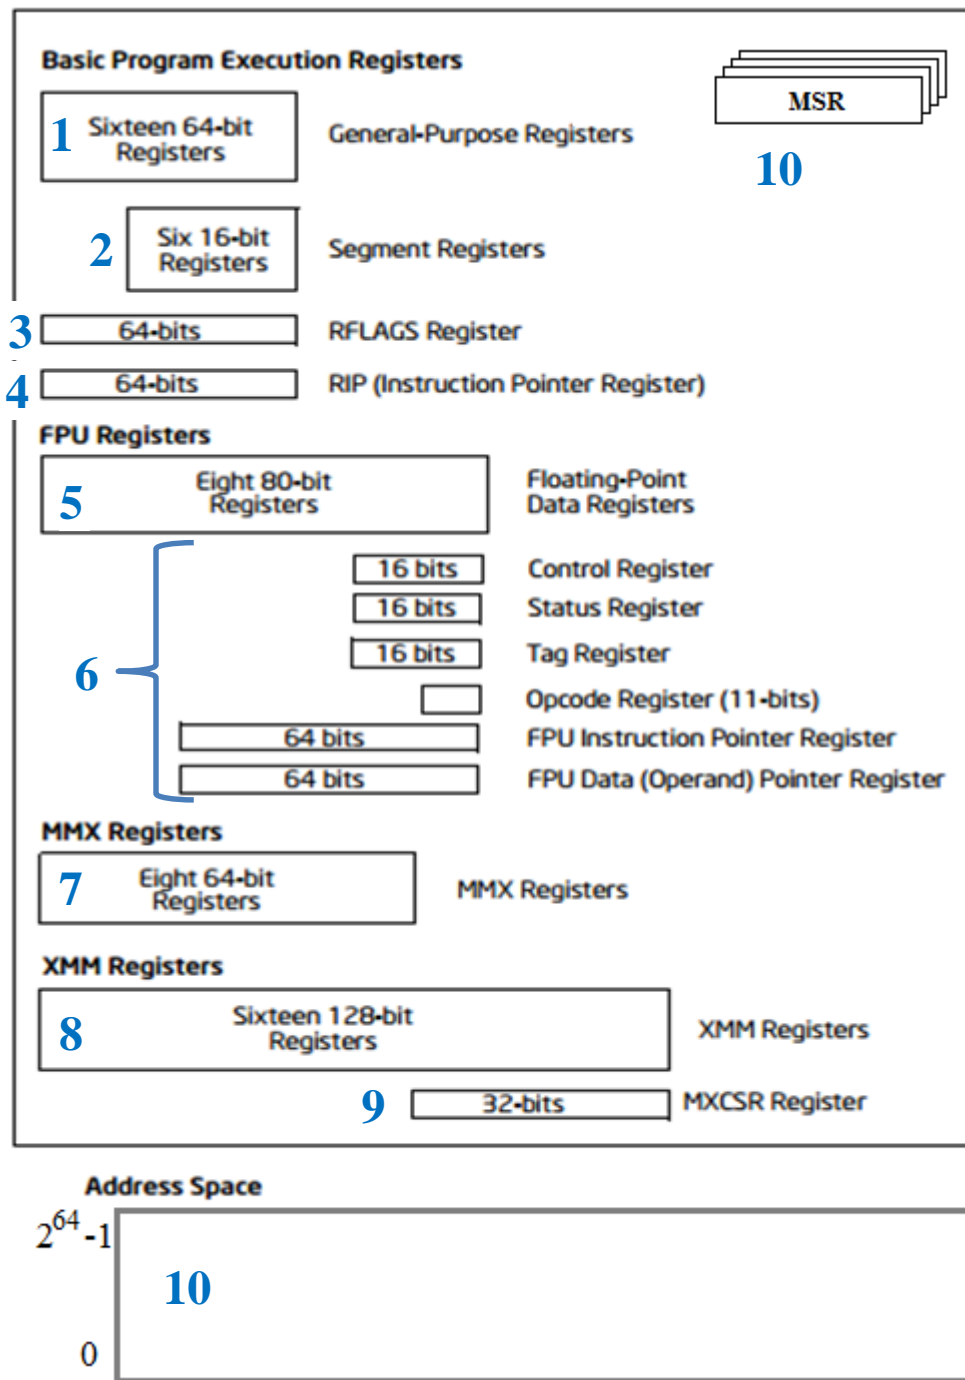 Basic Program Execution Registers
MSR
10
1
Sixteen 64-bit
Registers
General-Purpose Registers
2
Six 16-bit
Registers
Segment Registers
3
64-bits
RFLAGS Register
4
64-bits
RIP (Instruction Pointer Register)
FPU Registers
5
Eight 80-bit
Registers
Floating-Point
Data Registers
6
16 bits
Control Register
16 bits
Status Register
16 bits
Tag Register
Opcode Register (11-bits)
64 bits
FPU Instruction Pointer Register
64 bits
FPU Data (Operand) Pointer Register
MMX Registers
7
Eight 64-bit
Registers
MMX Registers
XMM Registers
8
Sixteen 128-bit
Registers
XMM Registers
9
32-bits
MXCSR Register
Address Space
2^64 -1
10
0